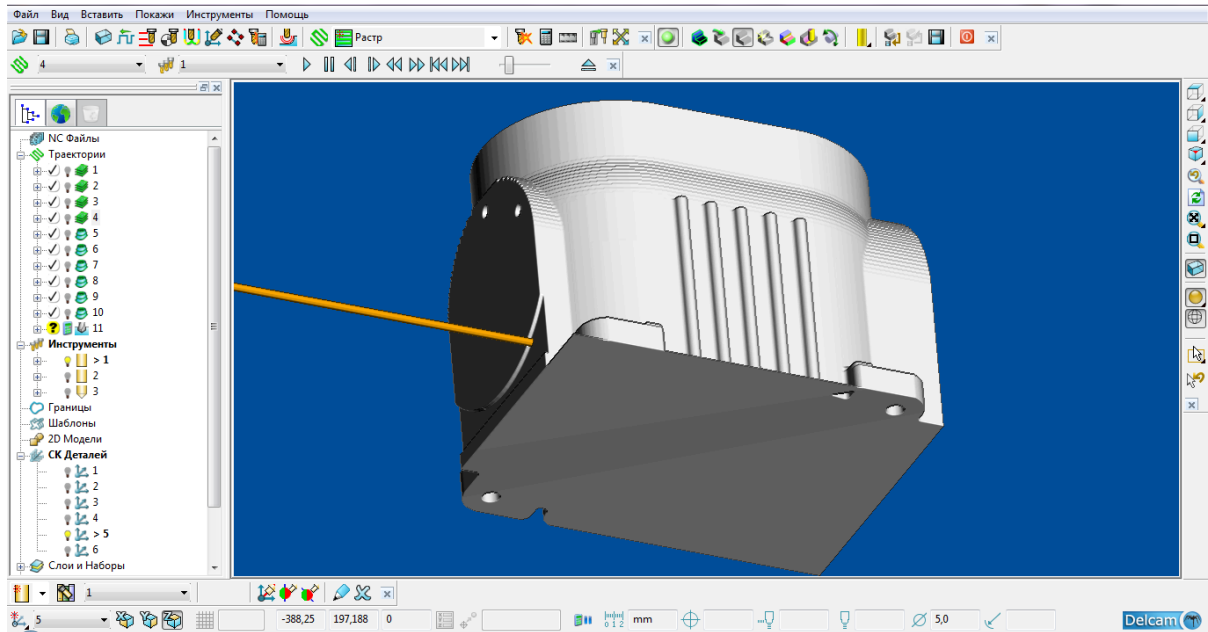 Файл Вид Вставить Покажи Инструменты Помощь
Растр
4 1
NC Файлы
Траектории
1
2
3
4
5
6
7
8
9
10
? 11
Инструменты
> 1
2
3
Границы
Шаблоны
2D Модели
СК Деталей
1
2
3
4
> 5
6
Слои и Наборы
1
5 -388,25 197,188 0 mm 5,0 Delcam